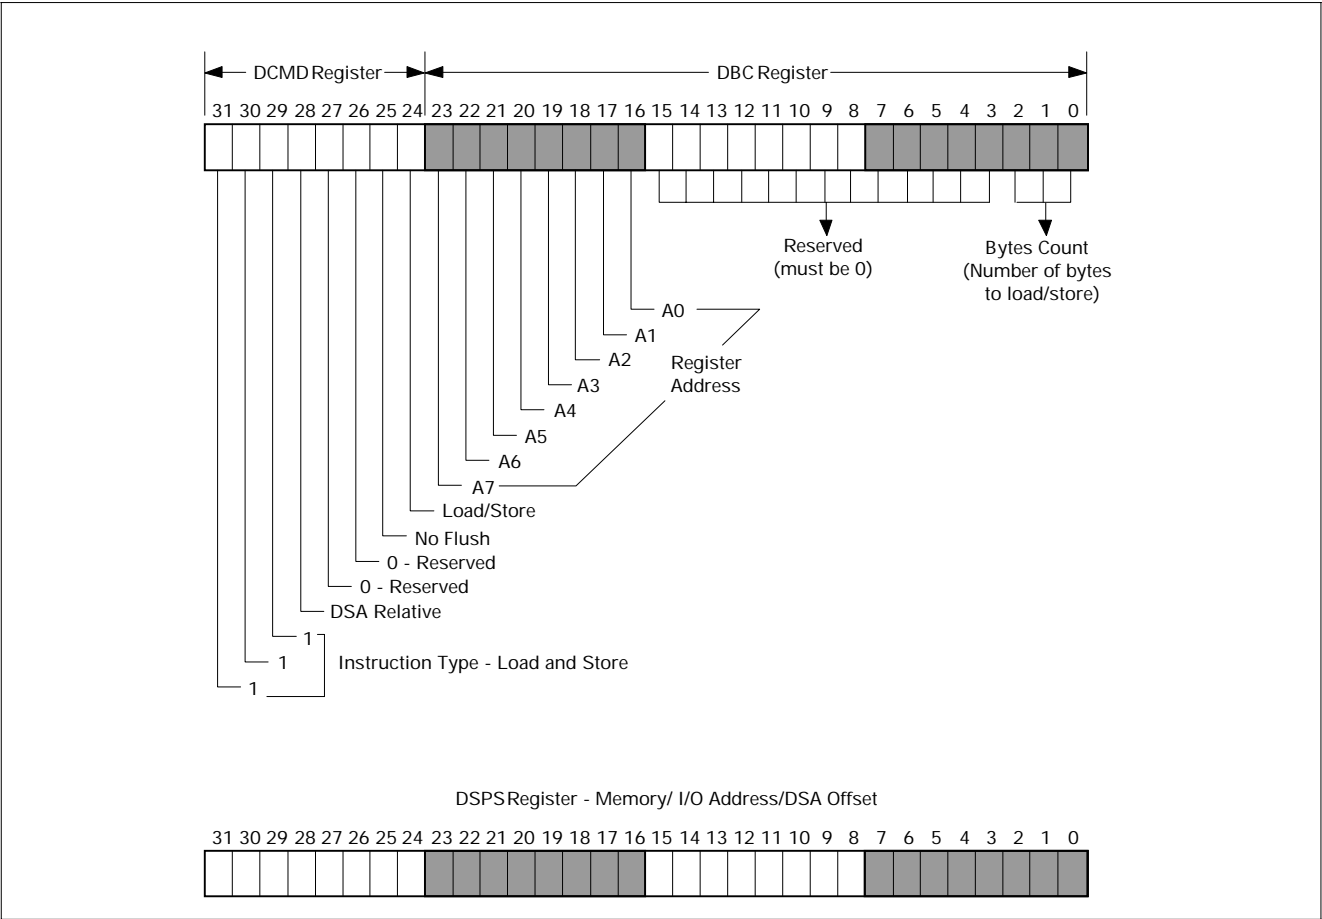 DCMD Register DBC Register
31 30 29 28 27 26 25 24 23 22 21 20 19 18 17 16 15 14 13 12 11 10 9 8 7 6 5 4 3 2 1 0
Reserved
(must be 0)
Bytes Count
(Number of bytes
to load/store)
A0
A1
A2
A3
A4
A5
A6
A7
Register
Address
Load/Store
No Flush
0 - Reserved
0 - Reserved
DSA Relative
1
1
1
Instruction Type - Load and Store
DSPS Register - Memory/ I/O Address/DSA Offset
31 30 29 28 27 26 25 24 23 22 21 20 19 18 17 16 15 14 13 12 11 10 9 8 7 6 5 4 3 2 1 0